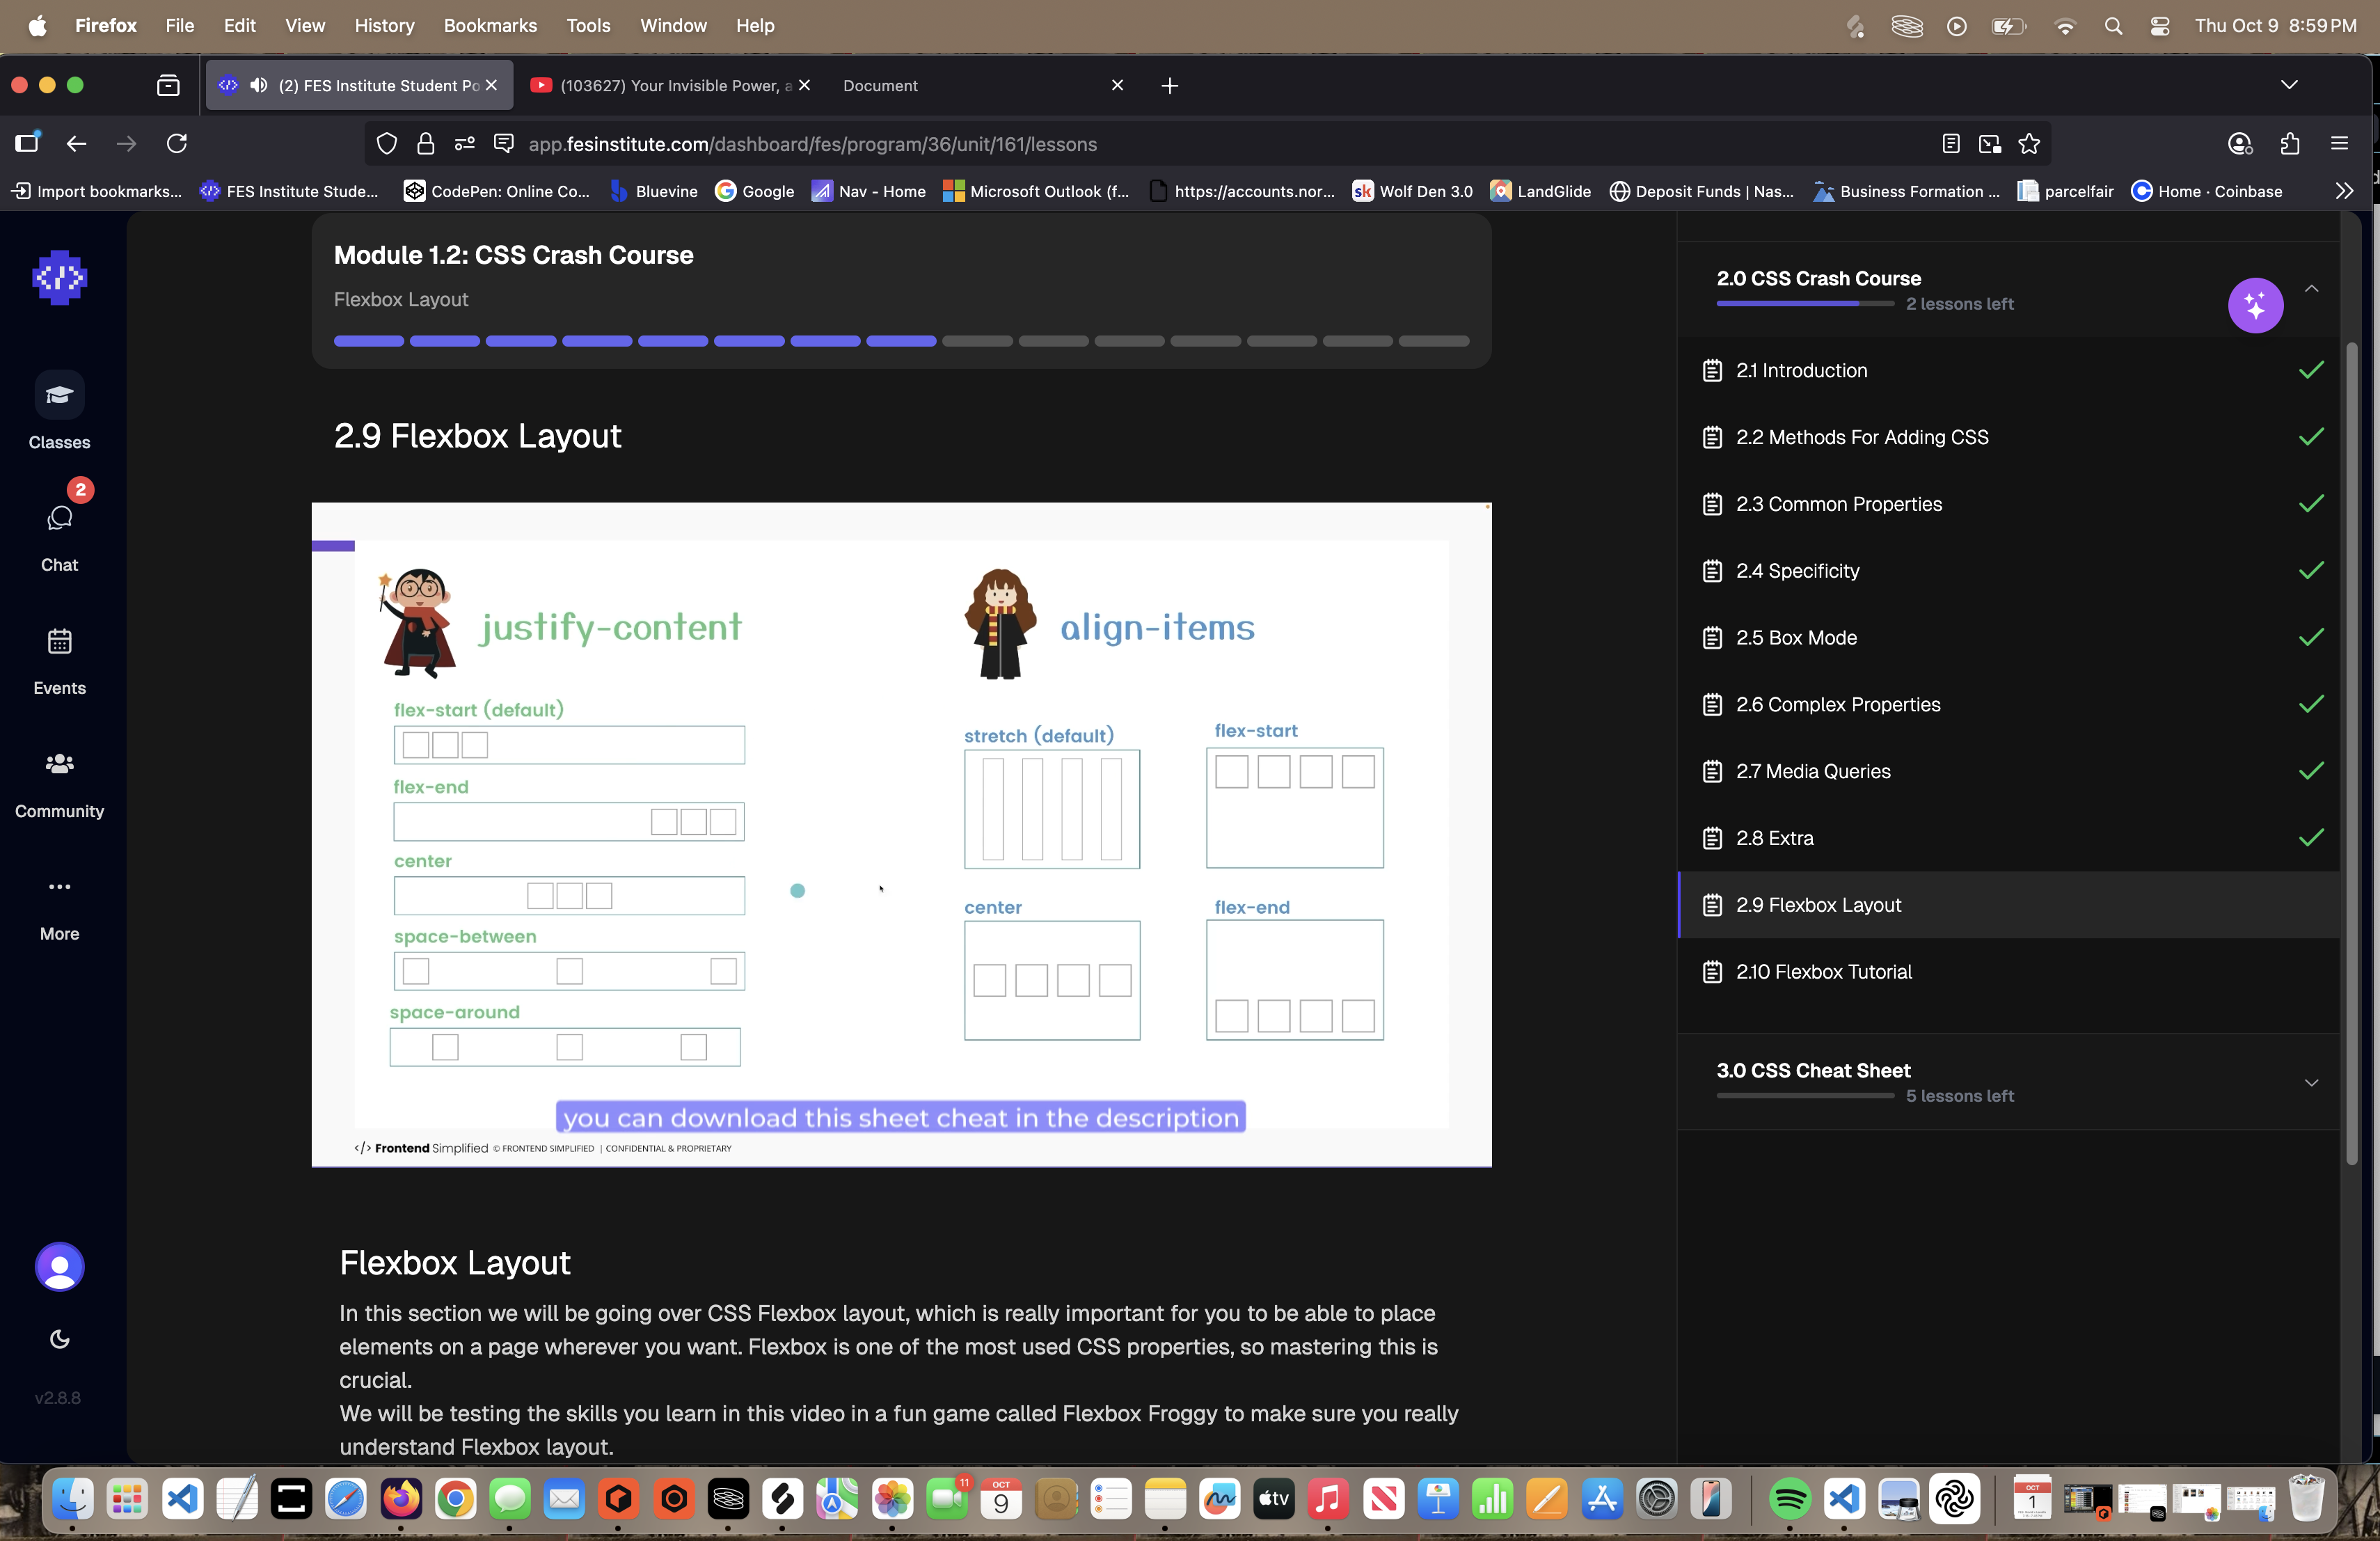 Firefox File Edit View History Bookmarks Tools Window Help
Thu Oct 9 8:59 PM
(2) FES Institute Student Po
(103627) Your Invisible Power, a
Document
app.fesinstitute.com/dashboard/fes/program/36/unit/161/lessons
Import bookmarks...
FES Institute Stude...
CodePen: Online Co...
Bluevine
Google
Nav - Home
Microsoft Outlook (f...
https://accounts.nor...
sk Wolf Den 3.0
LandGlide
Deposit Funds | Nas...
Business Formation ...
parcelfair
Home · Coinbase
Classes
2
Chat
Events
Community
More
v2.8.8
Module 1.2: CSS Crash Course
Flexbox Layout
2.9 Flexbox Layout
justify-content
flex-start (default)
flex-end
center
space-between
space-around
align-items
stretch (default)
flex-start
center
flex-end
you can download this sheet cheat in the description
</> Frontend Simplified © FRONTEND SIMPLIFIED | CONFIDENTIAL & PROPRIETARY
Flexbox Layout
In this section we will be going over CSS Flexbox layout, which is really important for you to be able to place
elements on a page wherever you want. Flexbox is one of the most used CSS properties, so mastering this is
crucial.
We will be testing the skills you learn in this video in a fun game called Flexbox Froggy to make sure you really
understand Flexbox layout.
2.0 CSS Crash Course
2 lessons left
2.1 Introduction
2.2 Methods For Adding CSS
2.3 Common Properties
2.4 Specificity
2.5 Box Mode
2.6 Complex Properties
2.7 Media Queries
2.8 Extra
2.9 Flexbox Layout
2.10 Flexbox Tutorial
3.0 CSS Cheat Sheet
5 lessons left
11
OCT
9
tv
OCT
1